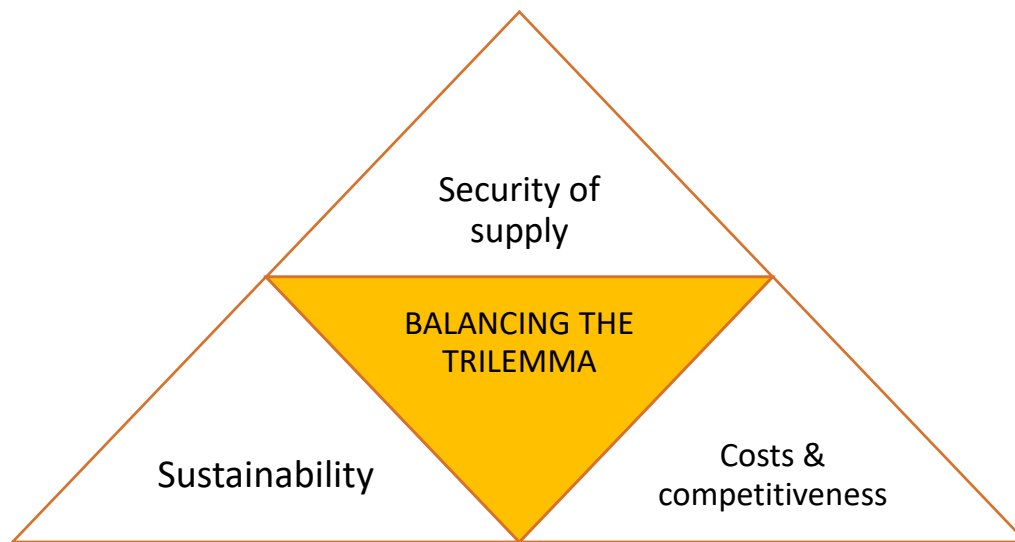 Security of
supply
BALANCING THE
TRILEMMA
Sustainability
Costs &
competitiveness